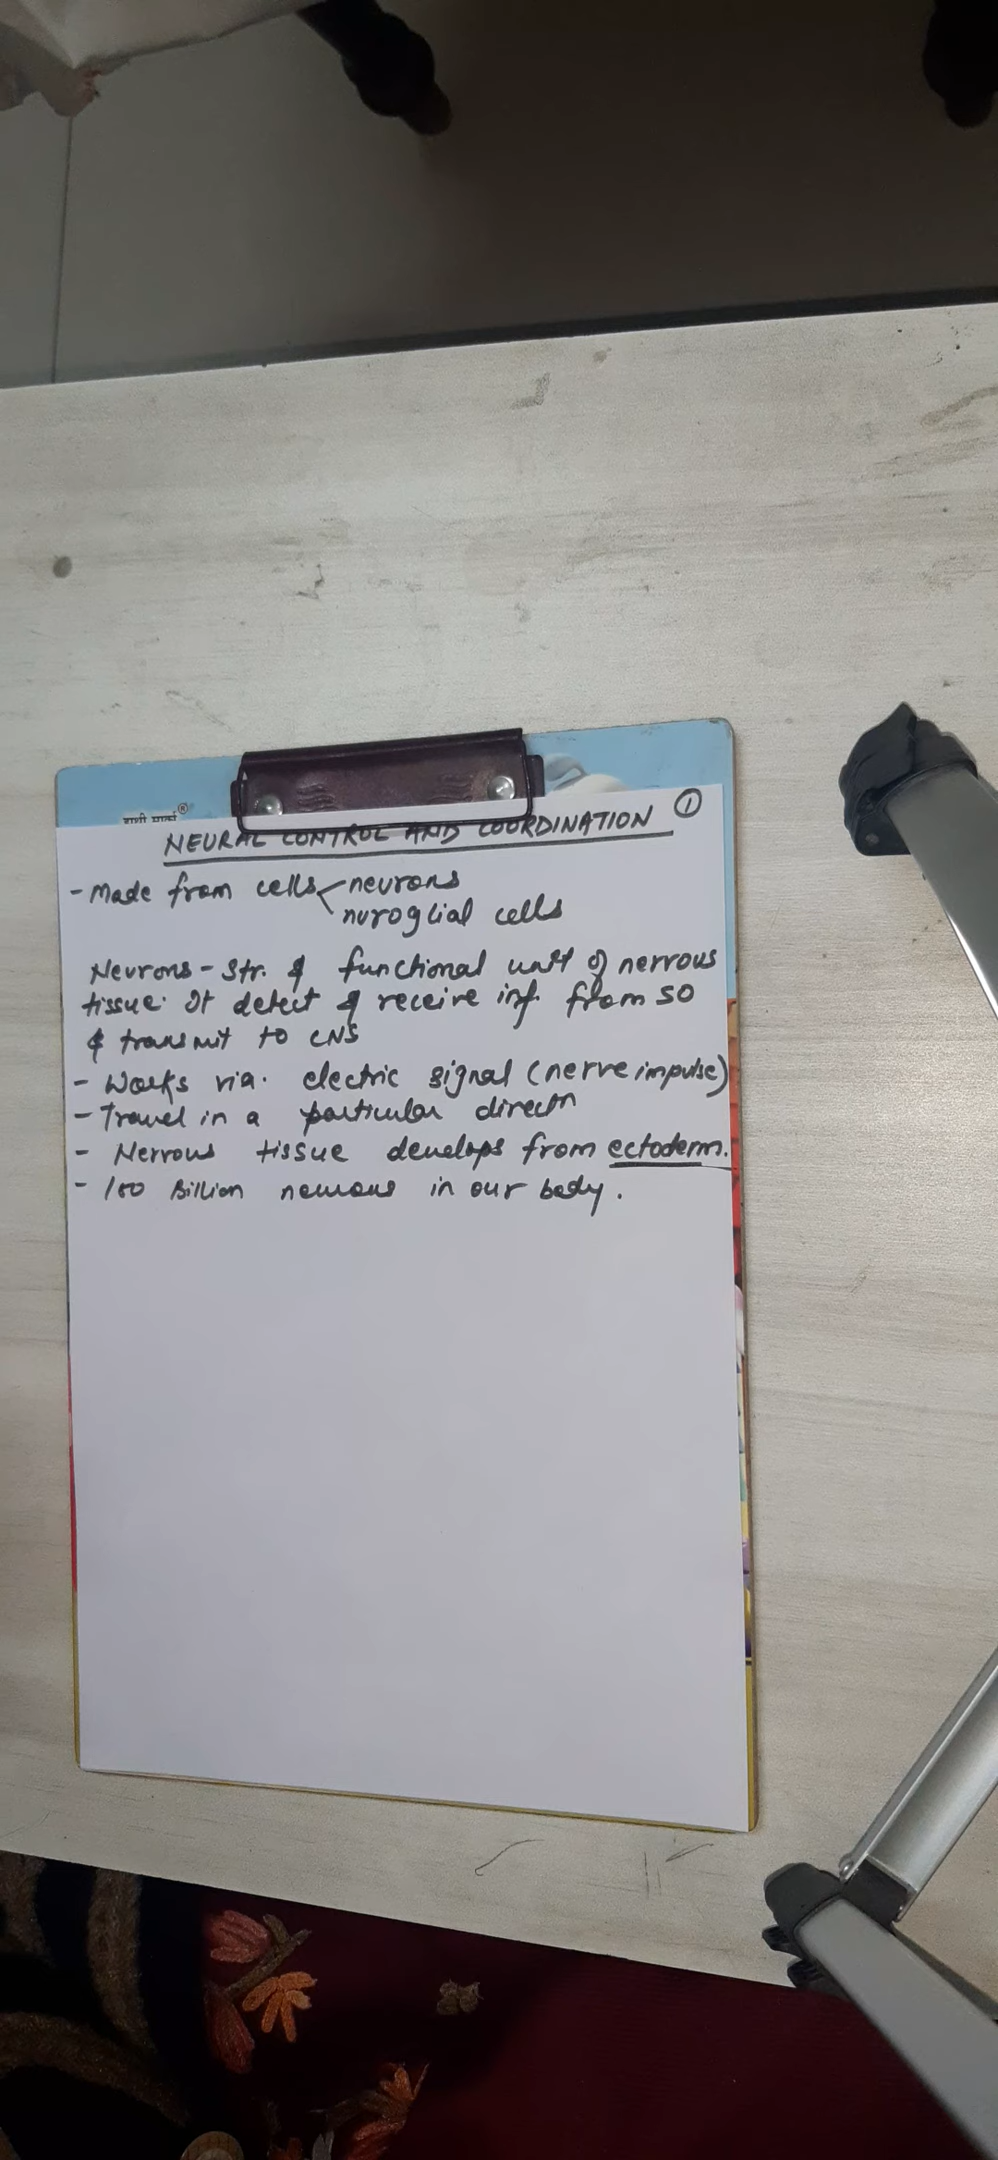 हाथी मार्का®
NEURAL CONTROL AND COORDINATION ①
- Made from cells neurons
nuroglial cells
Neurons - Str. & functional unit of nervous
tissue. It detect & receive inf. from SO
& transmit to CNS
- Works via. electric signal (nerve impulse)
- Travel in a particular directn
- Nervous tissue develops from ectoderm.
- 100 Billion neurons in our body.